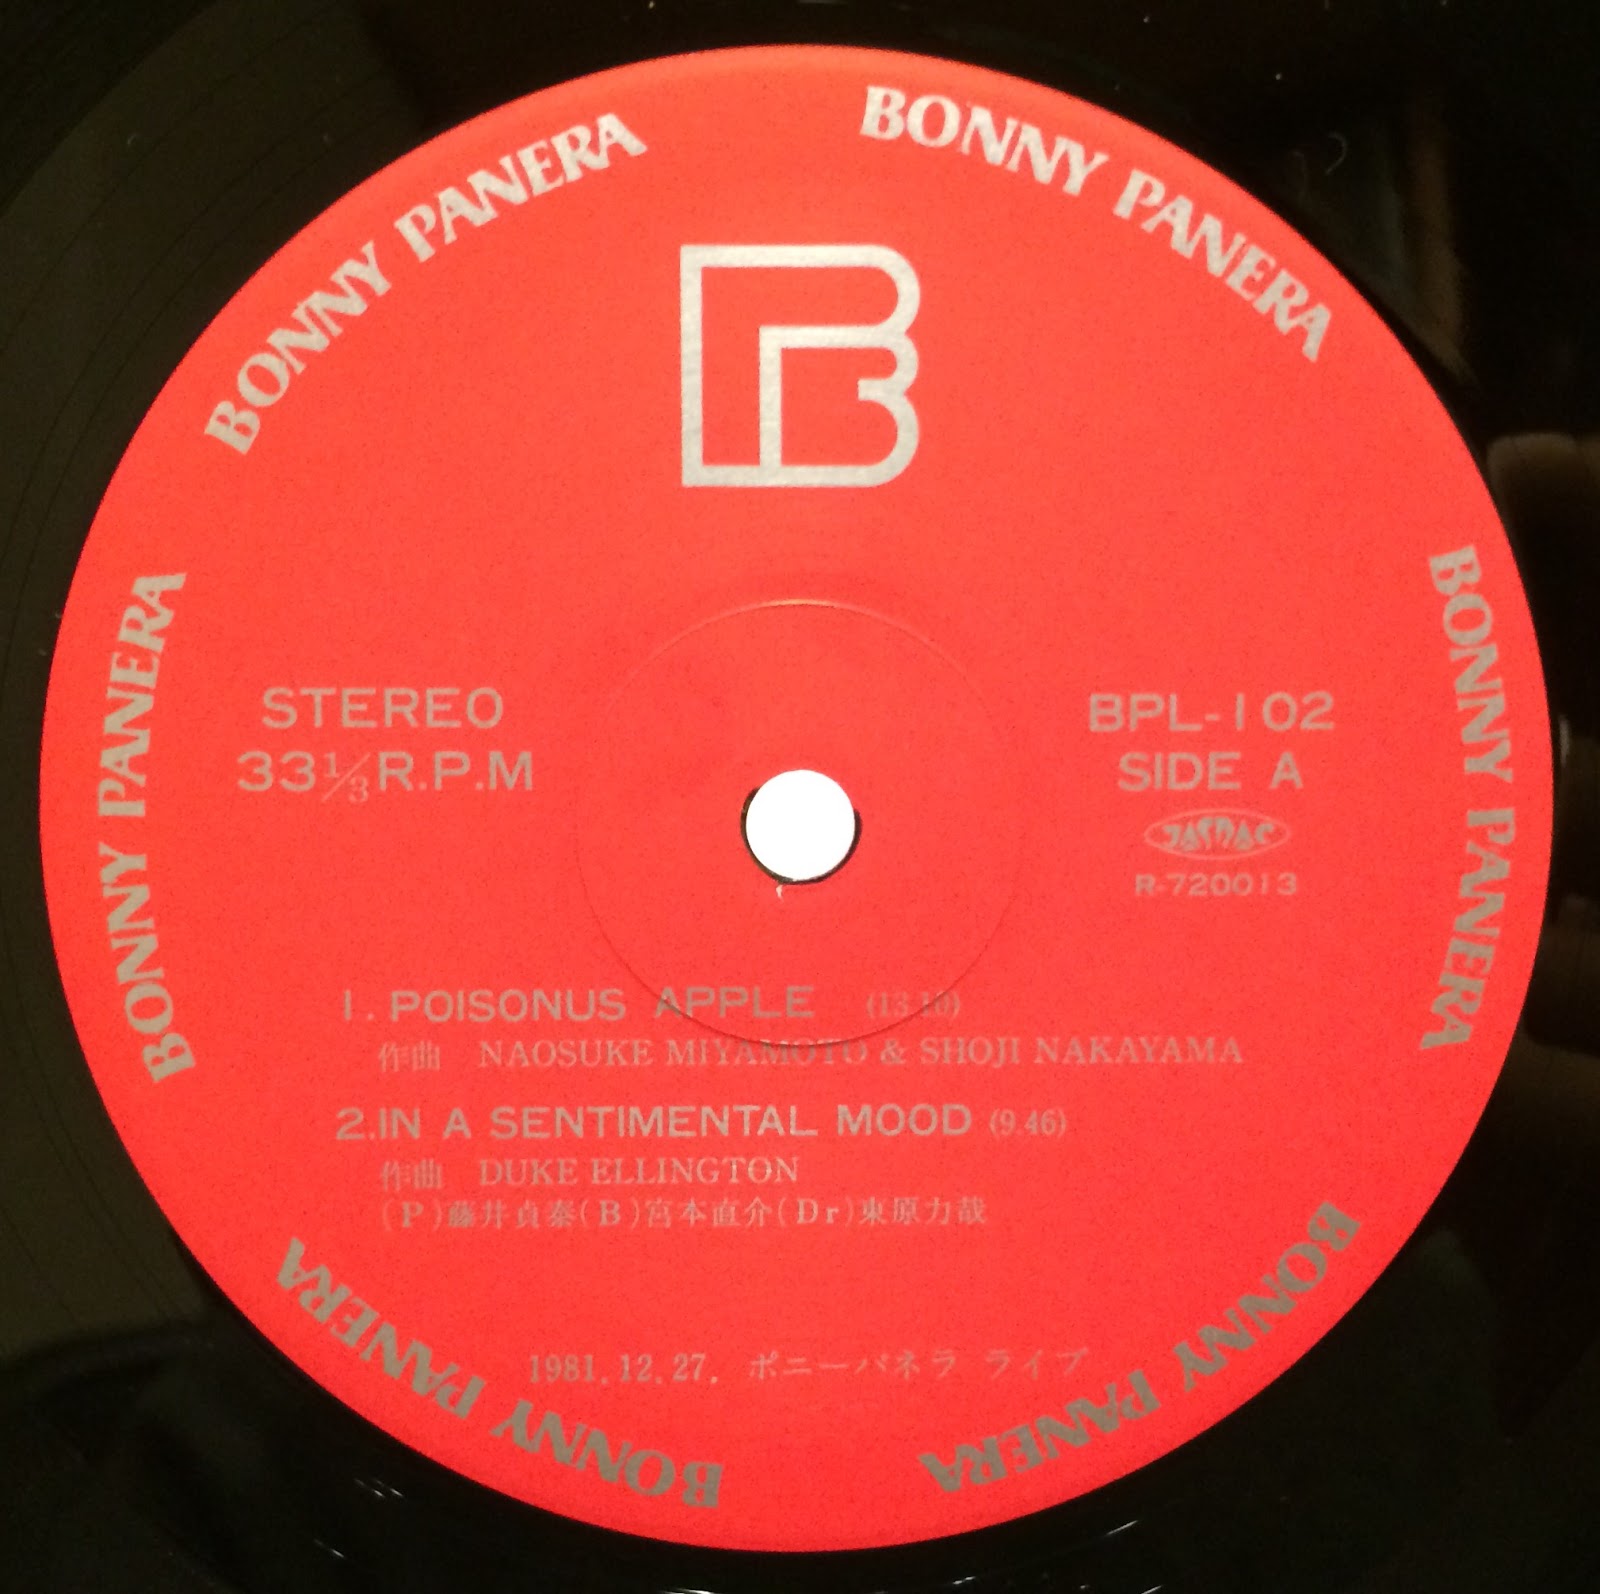 BONNY PANERA
BONNY PANERA
BONNY PANERA
BONNY PANERA
BONNY PANERA
BONNY PANERA
B
STEREO
33 1/3 R.P.M
BPL-102
SIDE A
JASRAC
R-720013
1. POISONUS APPLE (13.10)
作曲 NAOSUKE MIYAMOTO & SHOJI NAKAYAMA
2.IN A SENTIMENTAL MOOD (9.46)
作曲 DUKE ELLINGTON
(P)藤井貞泰(B)宮本直介(Dr)東原力哉
1981.12.27. ボニーパネラ ライブ